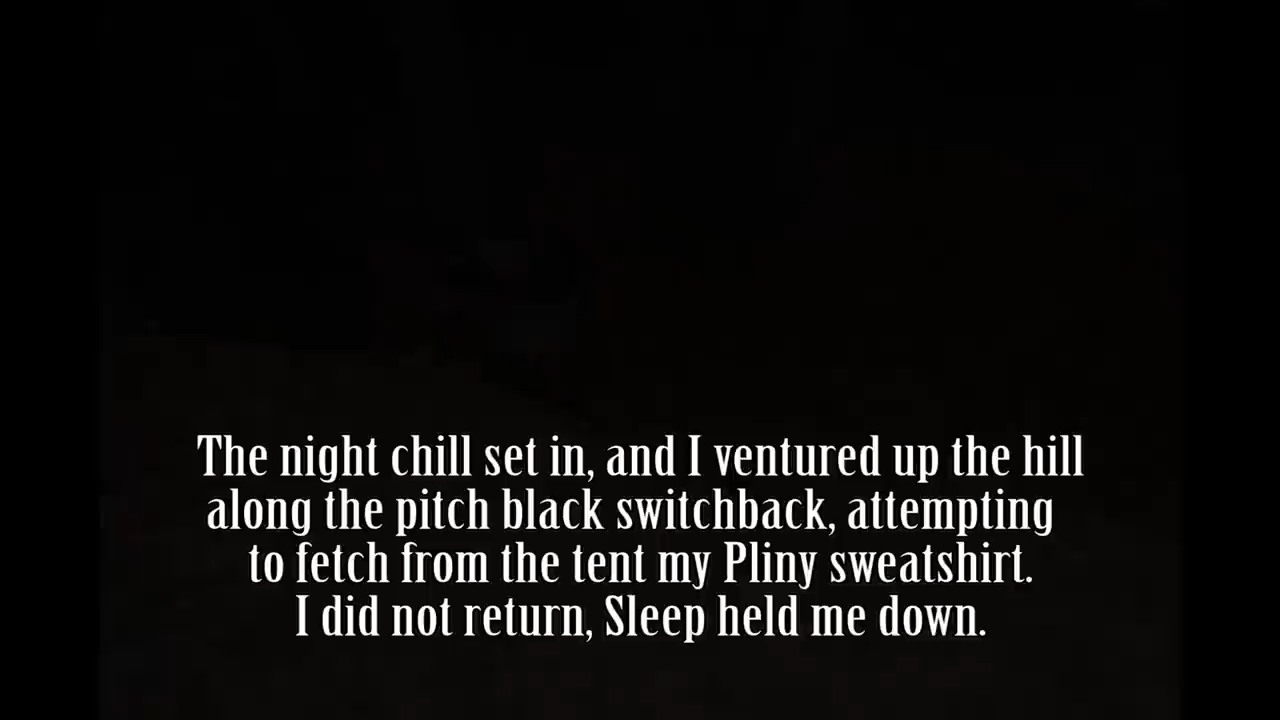 The night chill set in, and I ventured up the hill
along the pitch black switchback, attempting
to fetch from the tent my Pliny sweatshirt.
I did not return, Sleep held me down.